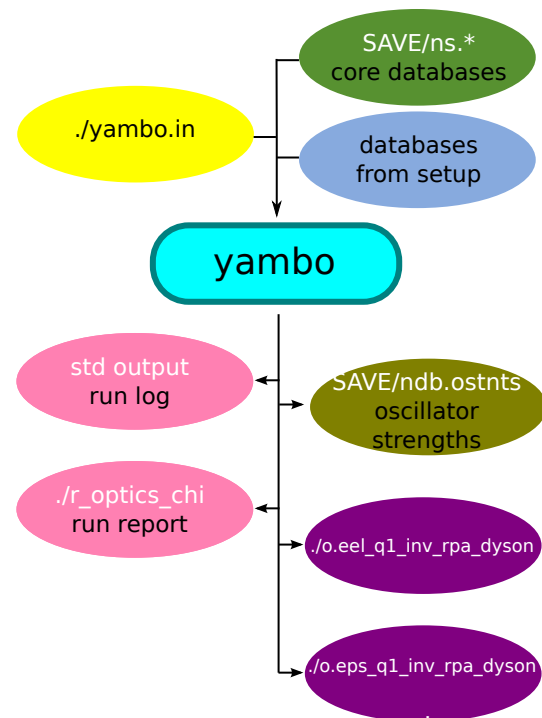 SAVE/ns.*
core databases
./yambo.in
databases
from setup
yambo
std output
run log
SAVE/ndb.ostnts
oscillator
strengths
./r_optics_chi
run report
./o.eel_q1_inv_rpa_dyson
./o.eps_q1_inv_rpa_dyson